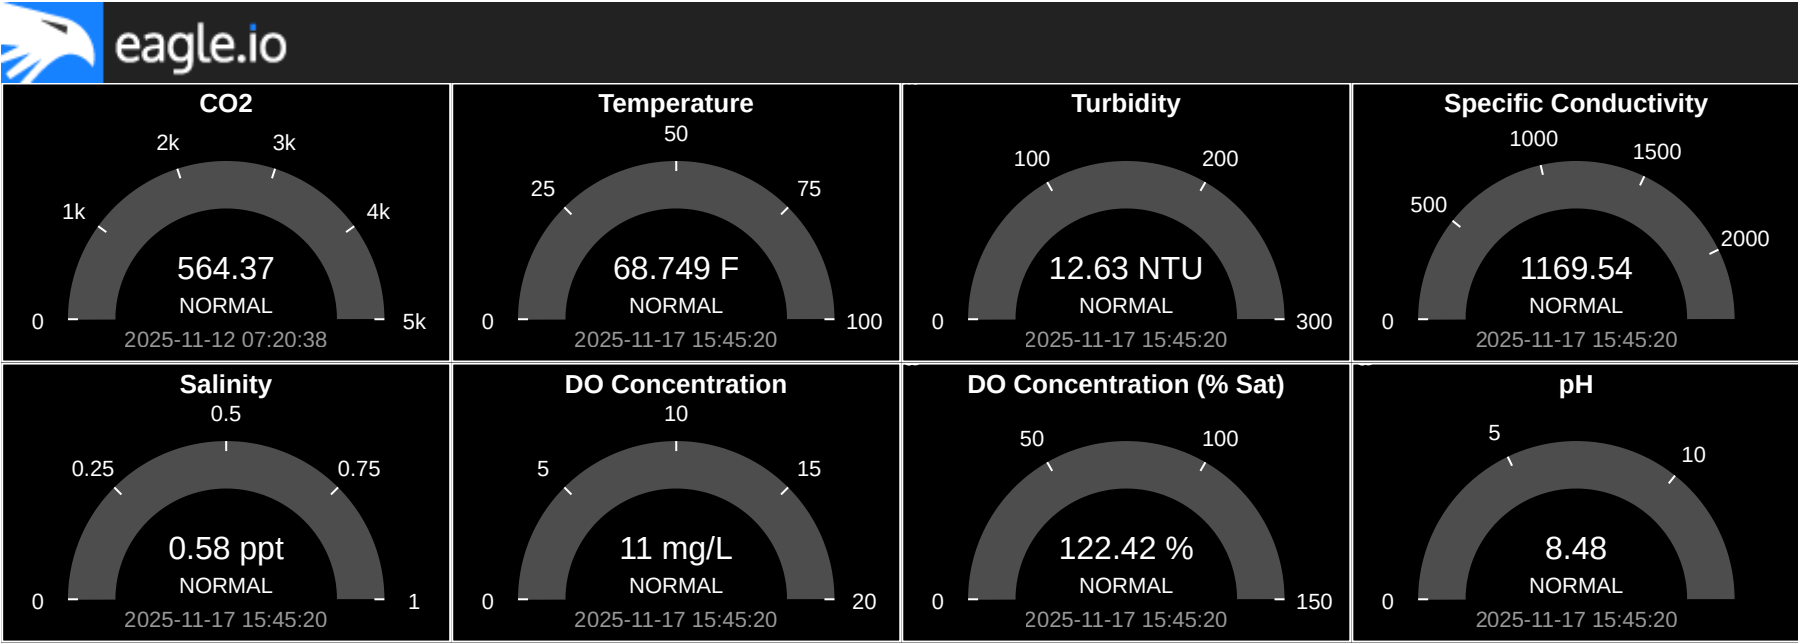 eagle.io
CO2
0
1k
2k
3k
4k
5k
564.37
NORMAL
2025-11-12 07:20:38
Temperature
0
25
50
75
100
68.749 F
NORMAL
2025-11-17 15:45:20
Turbidity
0
100
200
300
12.63 NTU
NORMAL
2025-11-17 15:45:20
Specific Conductivity
0
500
1000
1500
2000
1169.54
NORMAL
2025-11-17 15:45:20
Salinity
0
0.25
0.5
0.75
1
0.58 ppt
NORMAL
2025-11-17 15:45:20
DO Concentration
0
5
10
15
20
11 mg/L
NORMAL
2025-11-17 15:45:20
DO Concentration (% Sat)
0
50
100
150
122.42 %
NORMAL
2025-11-17 15:45:20
pH
0
5
10
8.48
NORMAL
2025-11-17 15:45:20